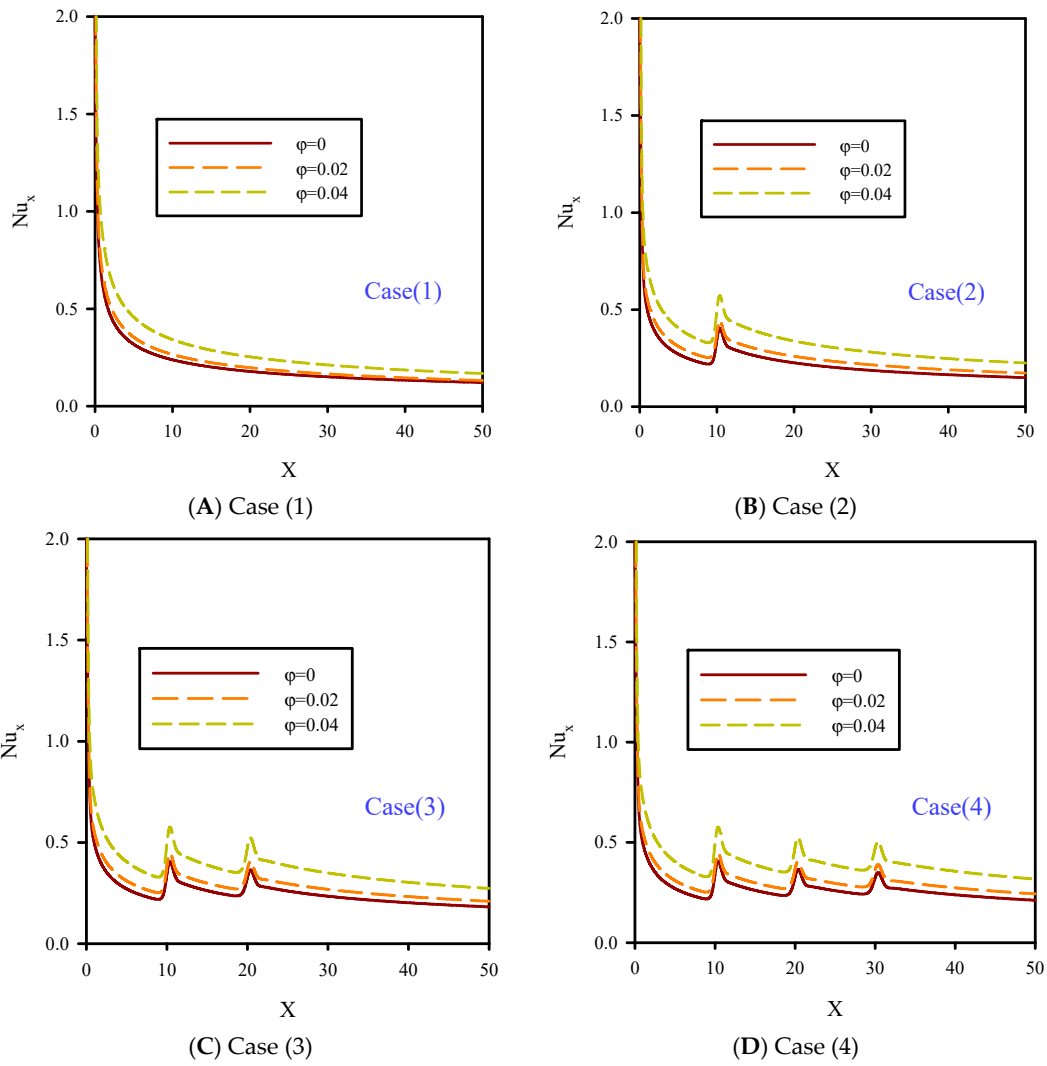 2.0
1.5
1.0
0.5
0.0
Nu_x
φ=0
φ=0.02
φ=0.04
Case(1)
0 10 20 30 40 50
X
(A) Case (1)
2.0
1.5
1.0
0.5
0.0
Nu_x
φ=0
φ=0.02
φ=0.04
Case(2)
0 10 20 30 40 50
X
(B) Case (2)
2.0
1.5
1.0
0.5
0.0
Nu_x
φ=0
φ=0.02
φ=0.04
Case(3)
0 10 20 30 40 50
X
(C) Case (3)
2.0
1.5
1.0
0.5
0.0
Nu_x
φ=0
φ=0.02
φ=0.04
Case(4)
0 10 20 30 40 50
X
(D) Case (4)